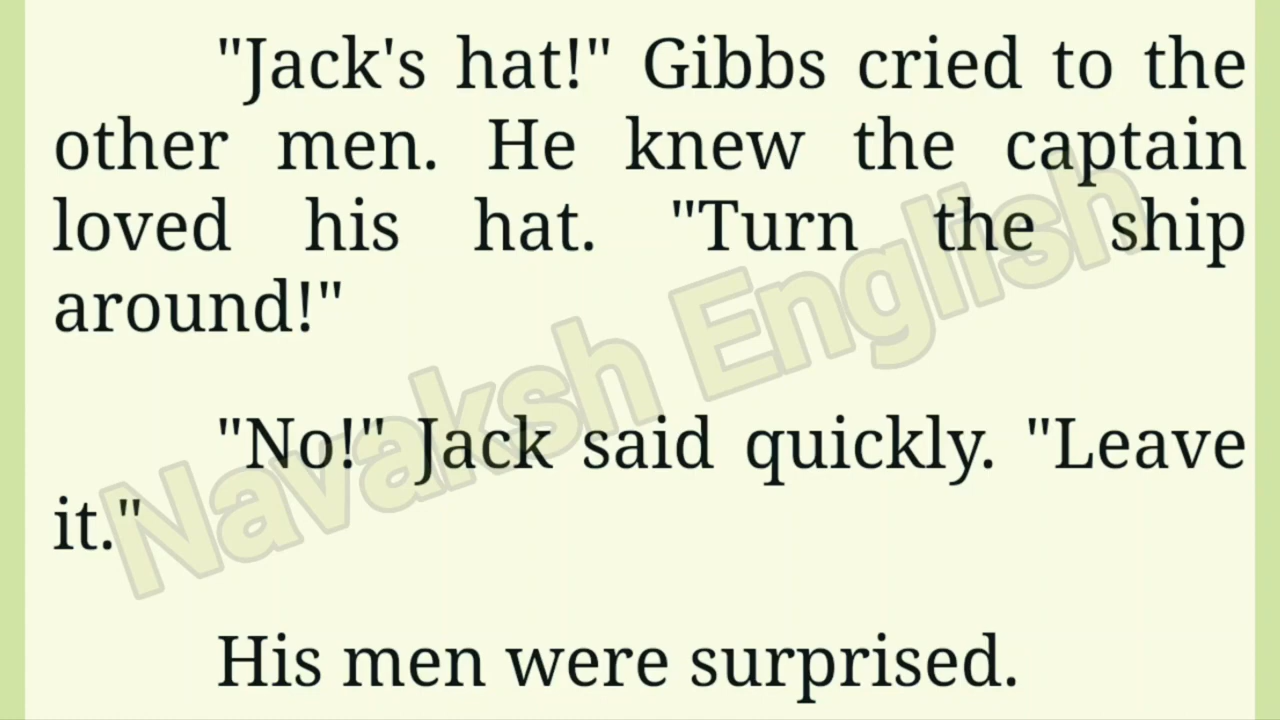 "Jack's hat!" Gibbs cried to the
other men. He knew the captain
loved his hat. "Turn the ship
around!"
"No!" Jack said quickly. "Leave
it."
His men were surprised.
Navaksh English